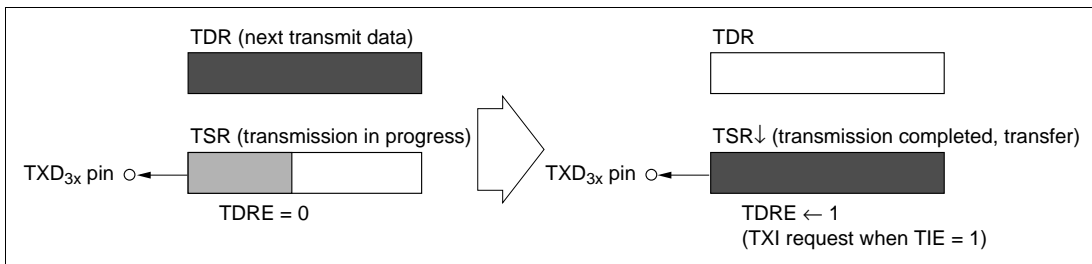 TDR (next transmit data)
TSR (transmission in progress)
TXD3x pin
TDRE = 0
TDR
TSR↓ (transmission completed, transfer)
TXD3x pin
TDRE ← 1
(TXI request when TIE = 1)